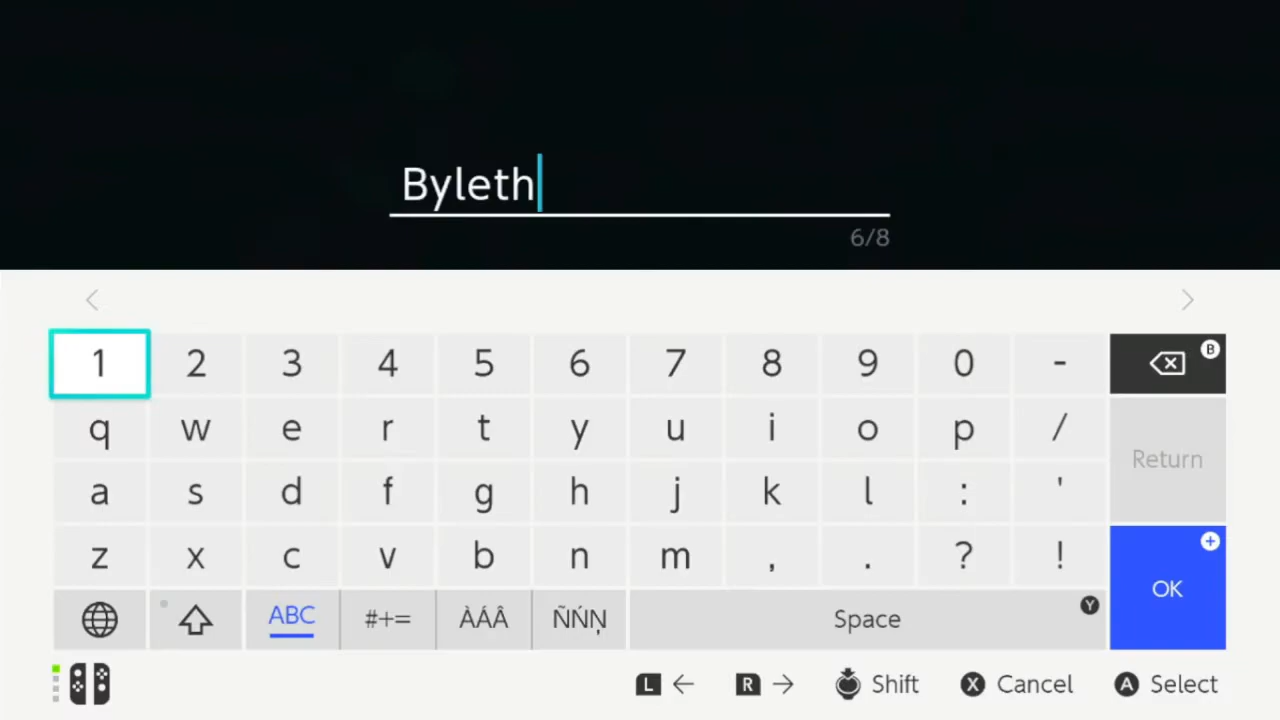 Byleth
6/8
1 2 3 4 5 6 7 8 9 0 - B
q w e r t y u i o p / Return
a s d f g h j k l : '
z x c v b n m , . ? ! + OK
ABC #+= ÀÁÂ ÑŃŅ Space Y
L ← R → Shift X Cancel A Select